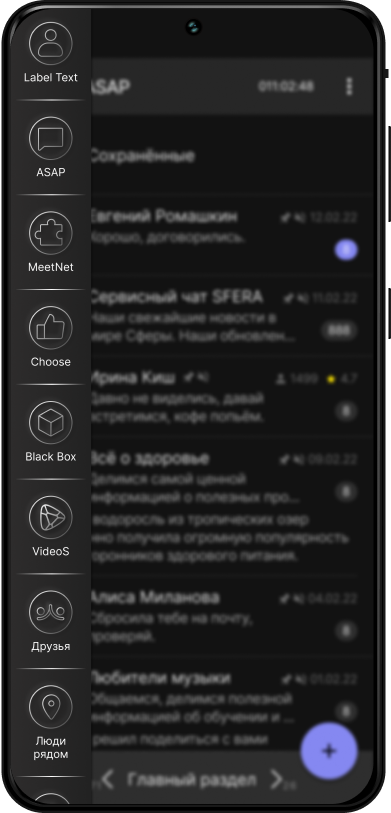 Label Text
ASAP
MeetNet
Choose
Black Box
VideoS
Друзья
Люди
рядом
ASAP 011:02:48
Сохранённые
Евгений Ромашкин 12.02.22
Хорошо, договорились.
Сервисный чат SFERA 11.02.22
Наши свежайшие новости в
мире Сферы. Наши обновлен...
888
Ирина Киш 1499 4.7
Давно не виделись, давай
встретимся, кофе попьём.
8
Всё о здоровье 09.02.22
Делимся самой ценной
информацией о полезных про...
8
водоросль из тропических озер
но получила огромную популярность
сторонников здорового питания.
Алиса Миланова 04.02.22
Сбросила тебе на почту,
проверяй.
8
Любители музыки 01.02.22
Общаемся, делимся полезной
информацией об обучении и ...
8
решил поделиться с вами
+
Главный раздел